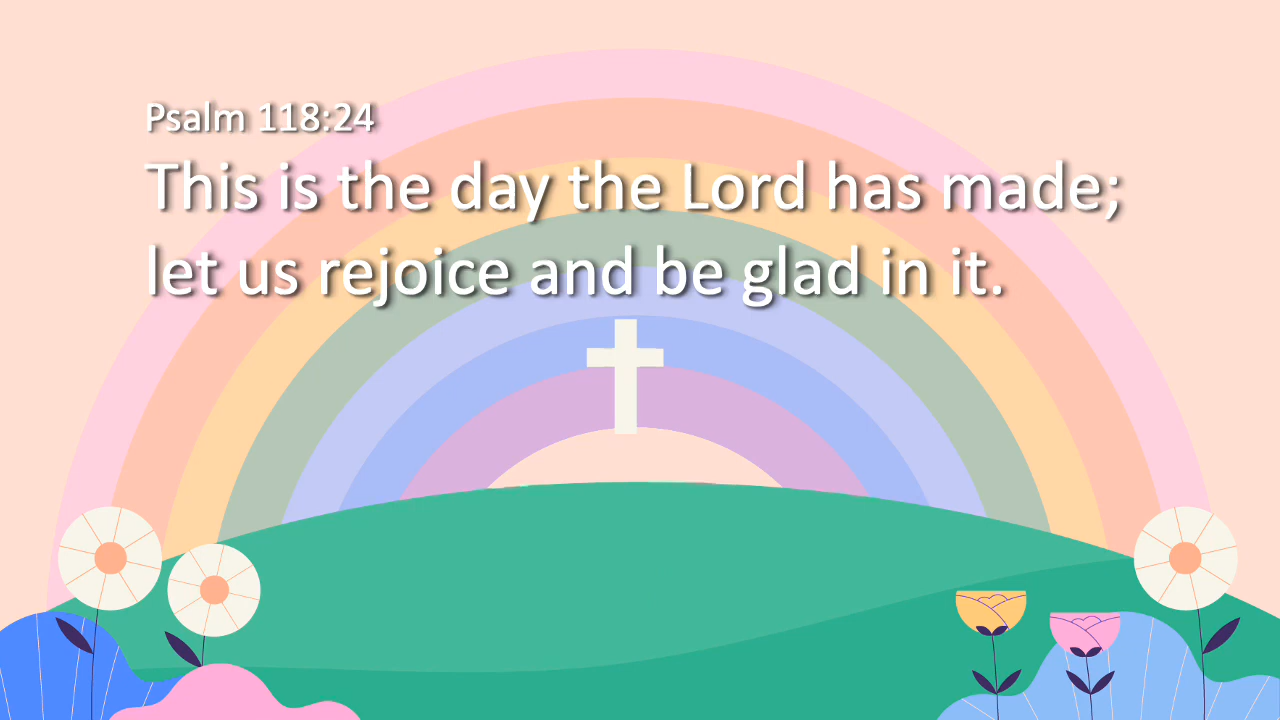 Psalm 118:24
This is the day the Lord has made;
let us rejoice and be glad in it.